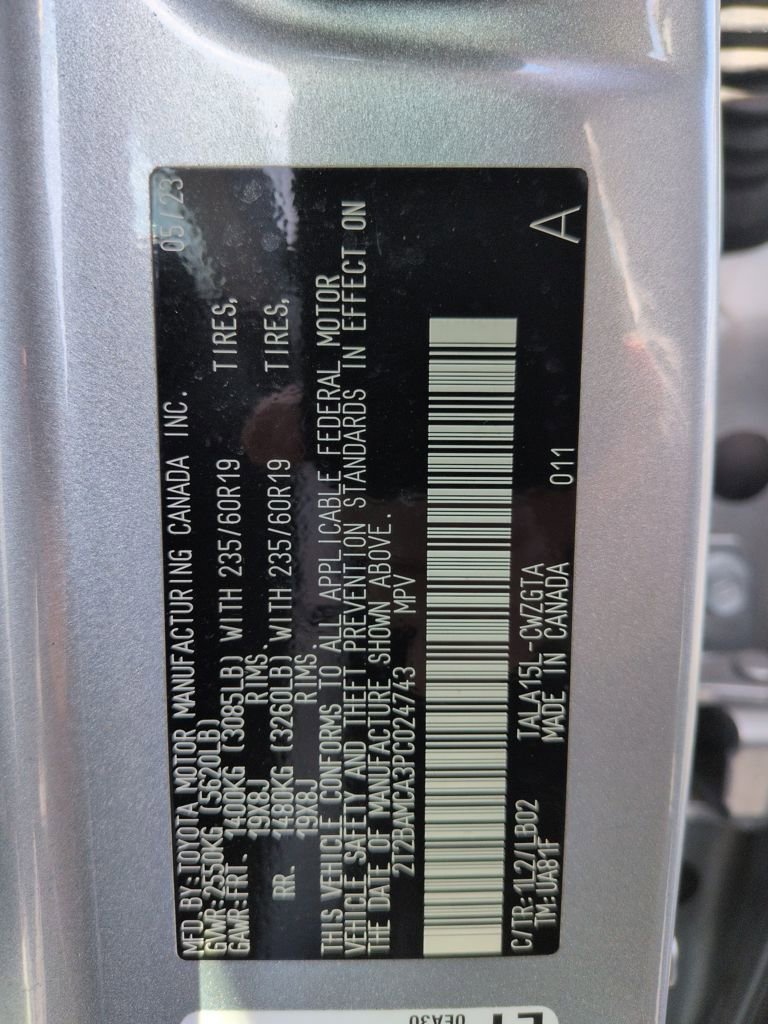 MFD BY:TOYOTA MOTOR MANUFACTURING CANADA INC. 05/23
GVWR:2550KG (5620LB)
GAWR:FRT. 1400KG (3085LB) WITH 235/60R19 TIRES,
19X8J RIMS.
RR. 1480KG (3260LB) WITH 235/60R19 TIRES,
19X8J RIMS.
THIS VEHICLE CONFORMS TO ALL APPLICABLE FEDERAL MOTOR
VEHICLE SAFETY AND THEFT PREVENTION STANDARDS IN EFFECT ON
THE DATE OF MANUFACTURE SHOWN ABOVE.
2T2BAMCA3PC024743 MPV
C/TR:1L2/LB02 TALA15L-CWZGTA A
TM:UA81F MADE IN CANADA 011
0EA30